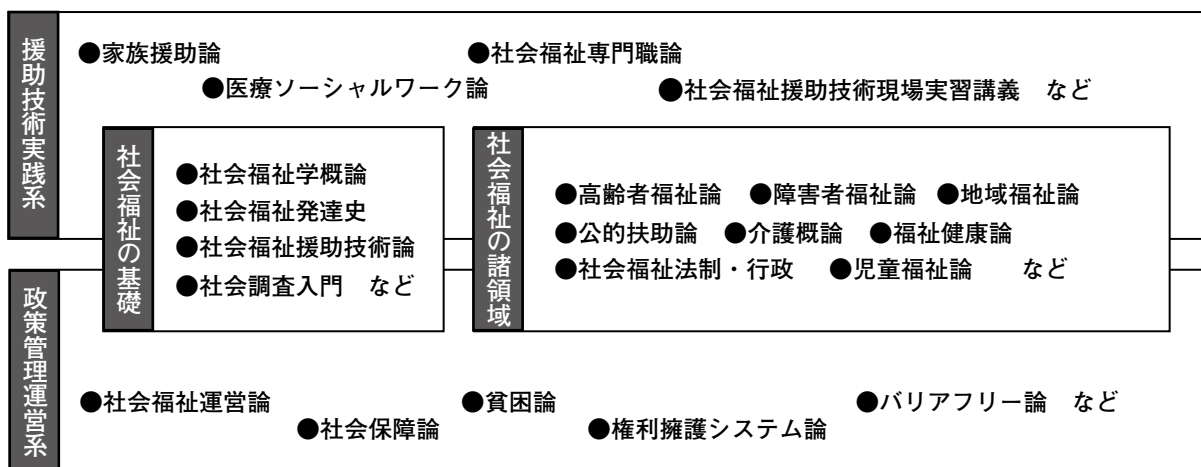 援助技術実践系
●家族援助論
●社会福祉専門職論
●医療ソーシャルワーク論
●社会福祉援助技術現場実習講義　など
社会福祉の基礎
●社会福祉学概論
●社会福祉発達史
●社会福祉援助技術論
●社会調査入門　など
社会福祉の諸領域
●高齢者福祉論　●障害者福祉論　●地域福祉論
●公的扶助論　●介護概論　●福祉健康論
●社会福祉法制・行政　●児童福祉論　など
政策管理運営系
●社会福祉運営論
●貧困論
●バリアフリー論　など
●社会保障論
●権利擁護システム論